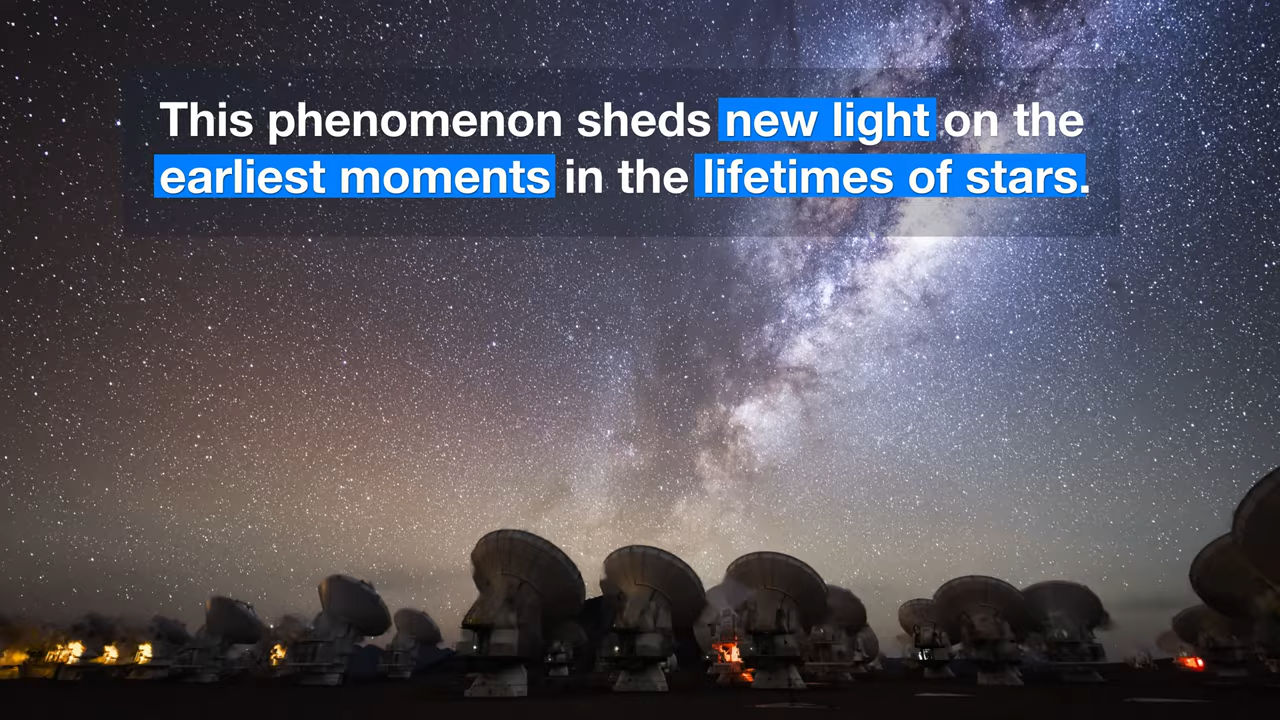 This phenomenon sheds new light on the
earliest moments in the lifetimes of stars.